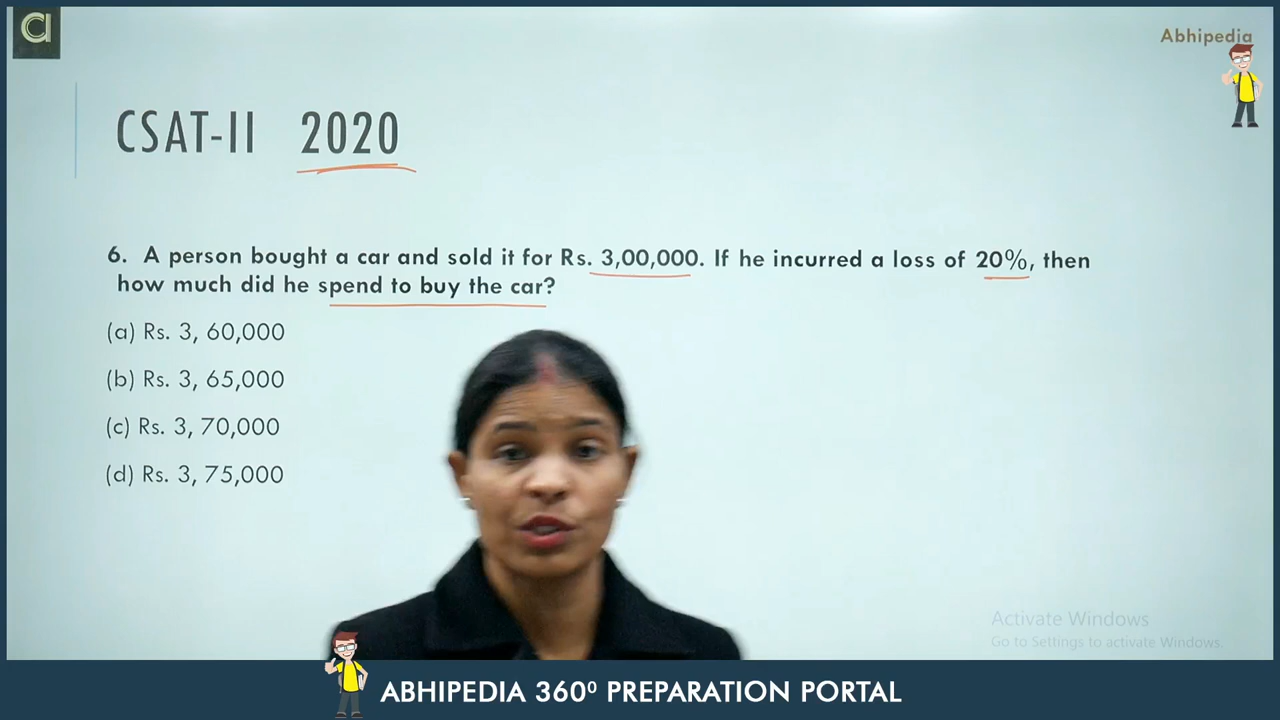 Abhipedia
CSAT-II 2020
6. A person bought a car and sold it for Rs. 3,00,000. If he incurred a loss of 20%, then
how much did he spend to buy the car?
(a) Rs. 3, 60,000
(b) Rs. 3, 65,000
(c) Rs. 3, 70,000
(d) Rs. 3, 75,000
Activate Windows
Go to Settings to activate Windows.
ABHIPEDIA 360⁰ PREPARATION PORTAL